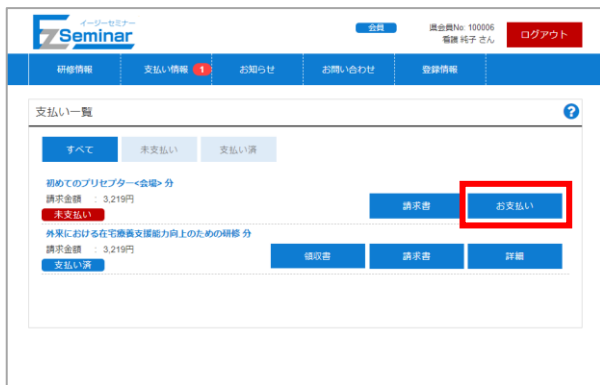 イージーセミナー
EZ Seminar
会員
県会員No. 100006
看護 純子 さん
ログアウト
研修情報
支払い情報 1
お知らせ
お問い合わせ
登録情報
支払い一覧
?
すべて
未支払い
支払い済
初めてのプリセプター<会場> 分
請求金額 : 3,219円
未支払い
請求書
お支払い
外来における在宅療養支援能力向上のための研修 分
請求金額 : 3,219円
支払い済
領収書
請求書
詳細